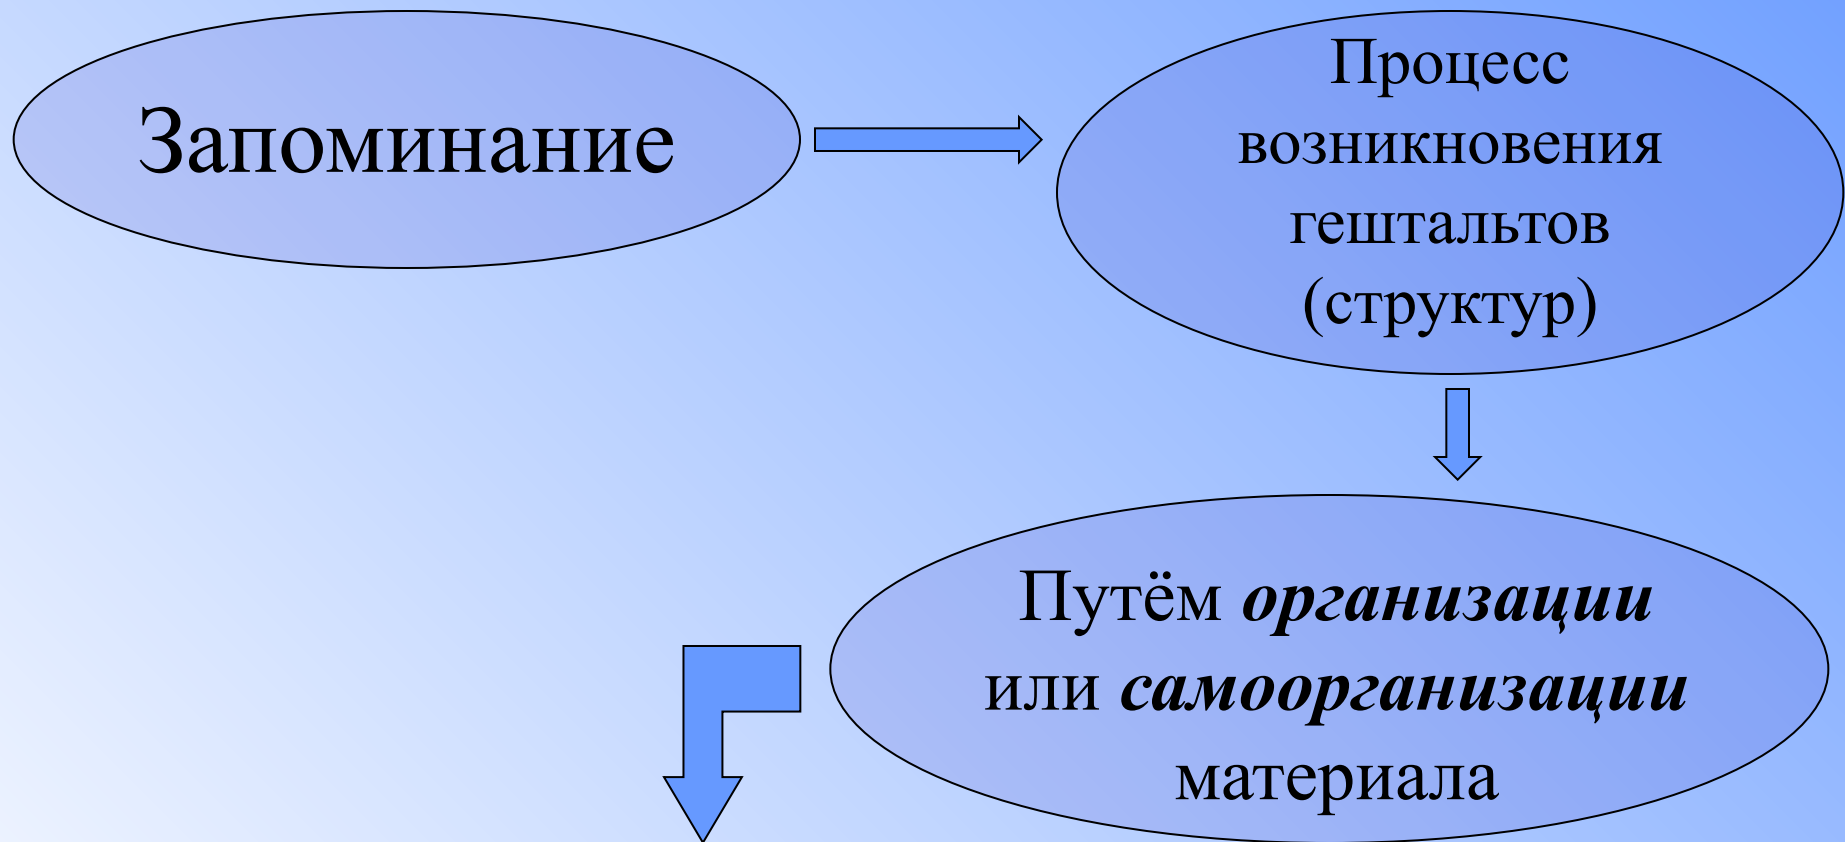 Запоминание
Процесс
возникновения
гештальтов
(структур)
Путём организации
или самоорганизации
материала